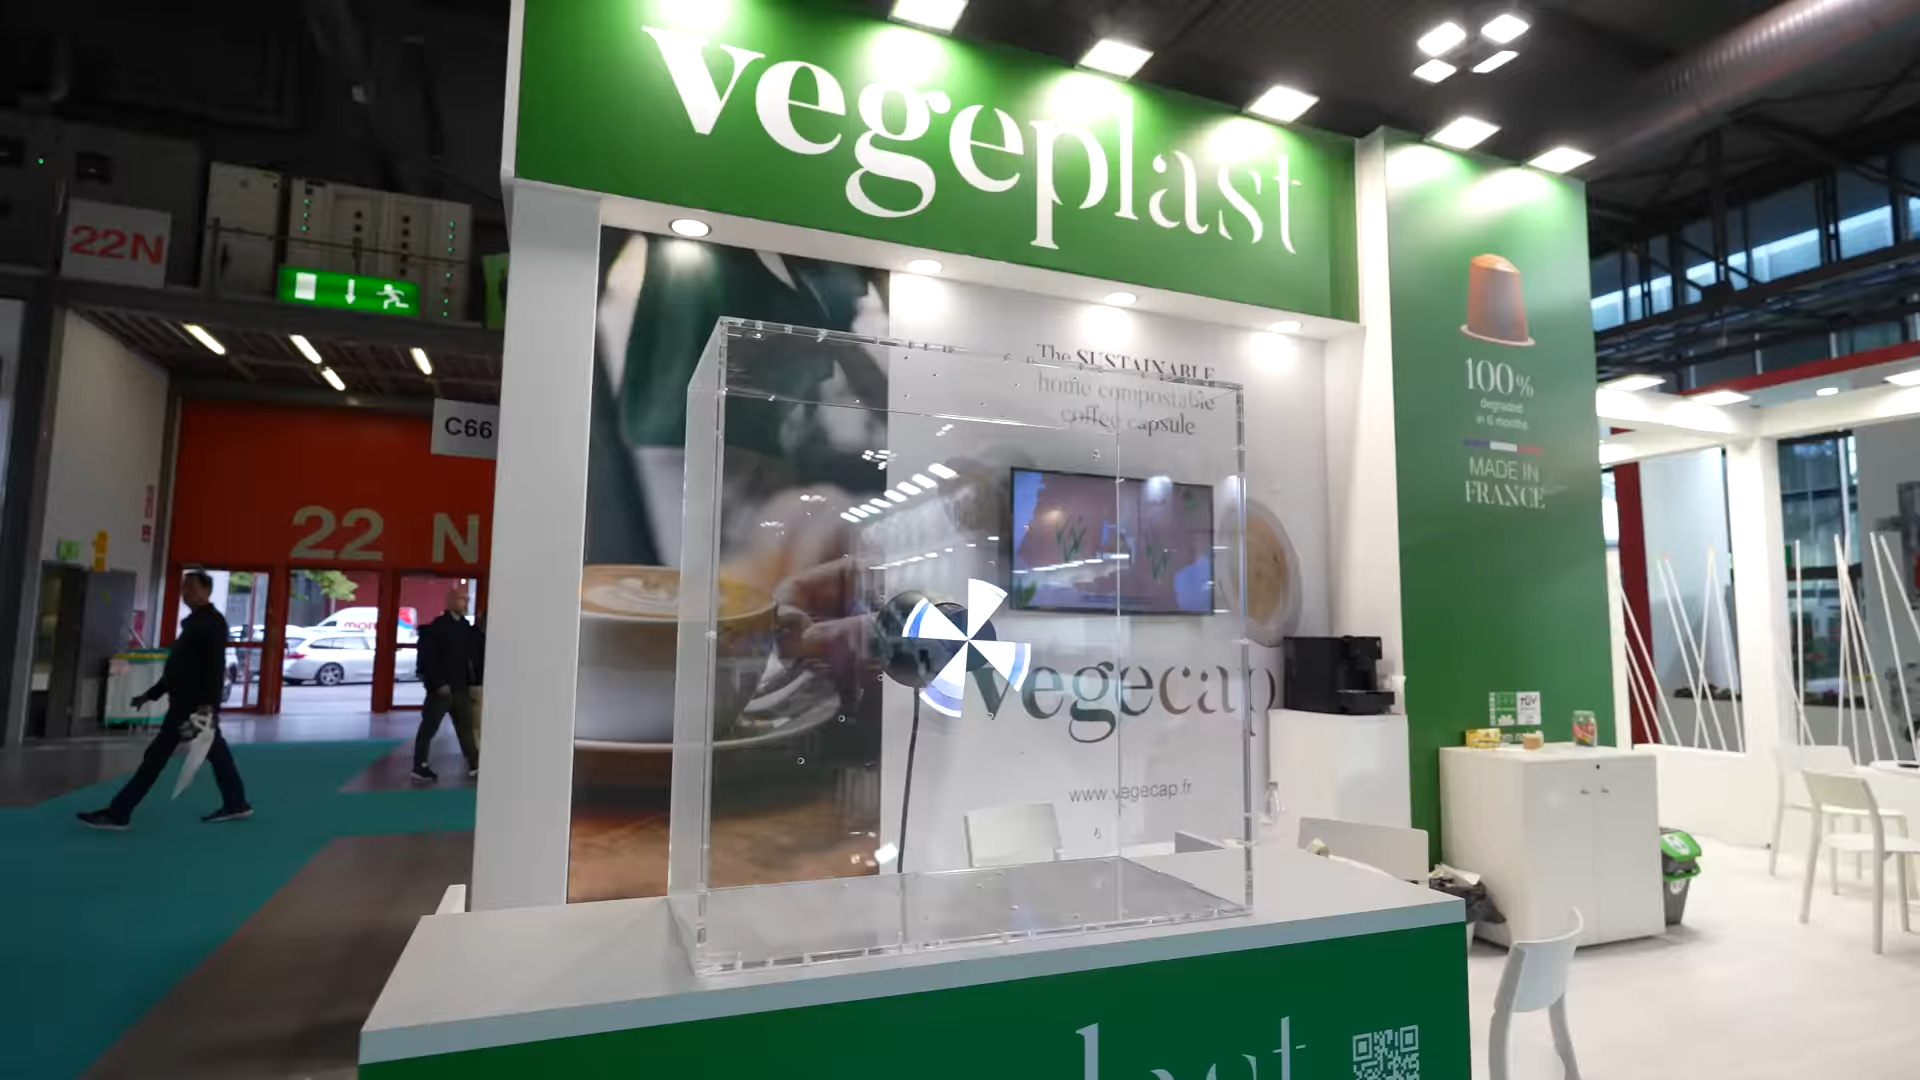 vegeplast
22N
C66
22 N
The SUSTAINABLE
home compostable
coffee capsule
vegecap
www.vegecap.fr
100%
degraded
in 6 months
MADE IN
FRANCE
TÜV